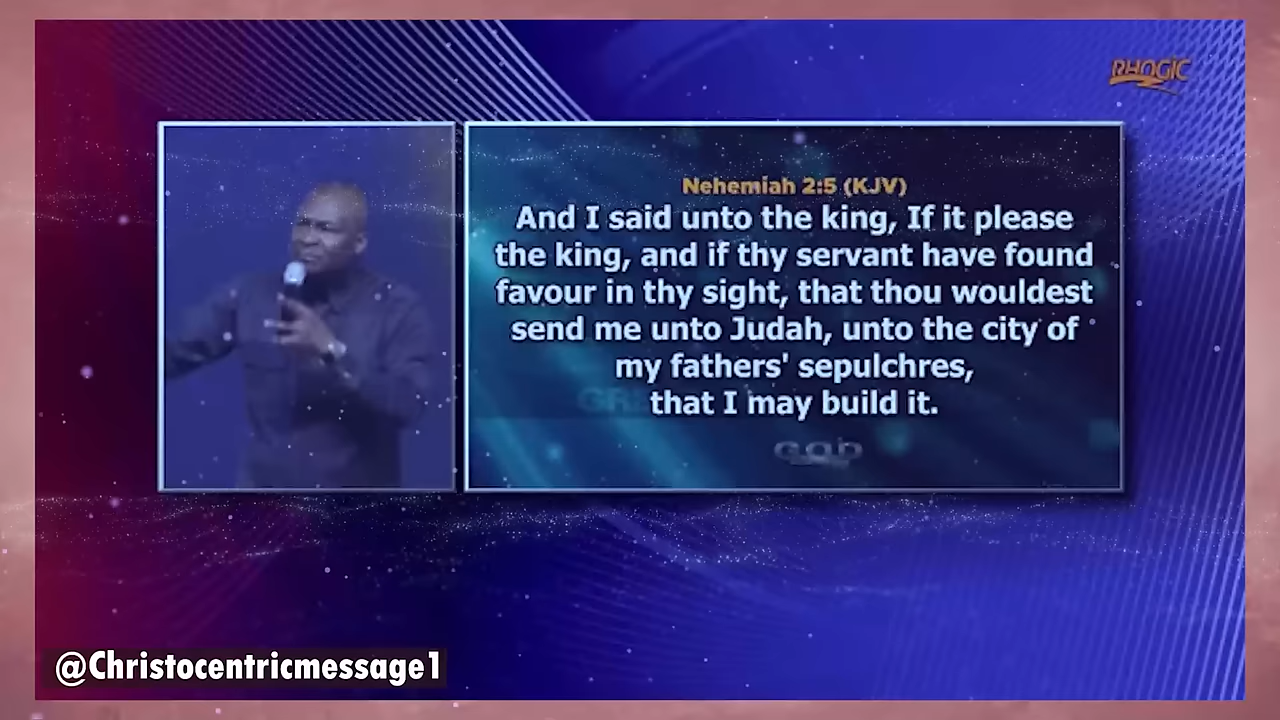 RHOGIC
Nehemiah 2:5 (KJV)
And I said unto the king, If it please
the king, and if thy servant have found
favour in thy sight, that thou wouldest
send me unto Judah, unto the city of
my fathers' sepulchres,
that I may build it.
@Christocentricmessage1